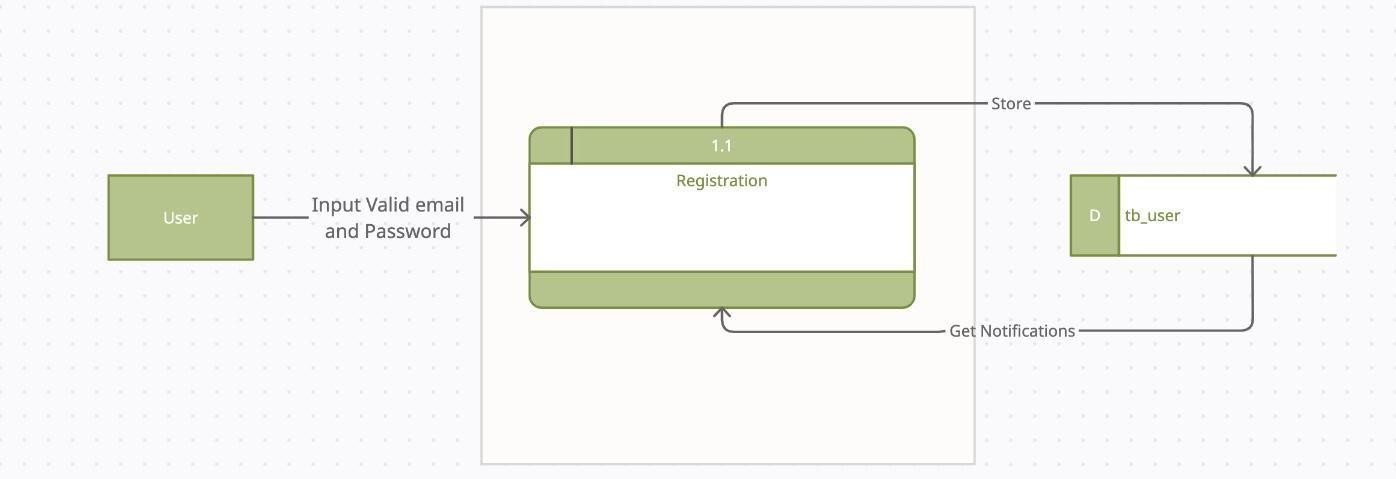 Store
1.1
Registration
User
Input Valid email
and Password
D
tb_user
Get Notifications